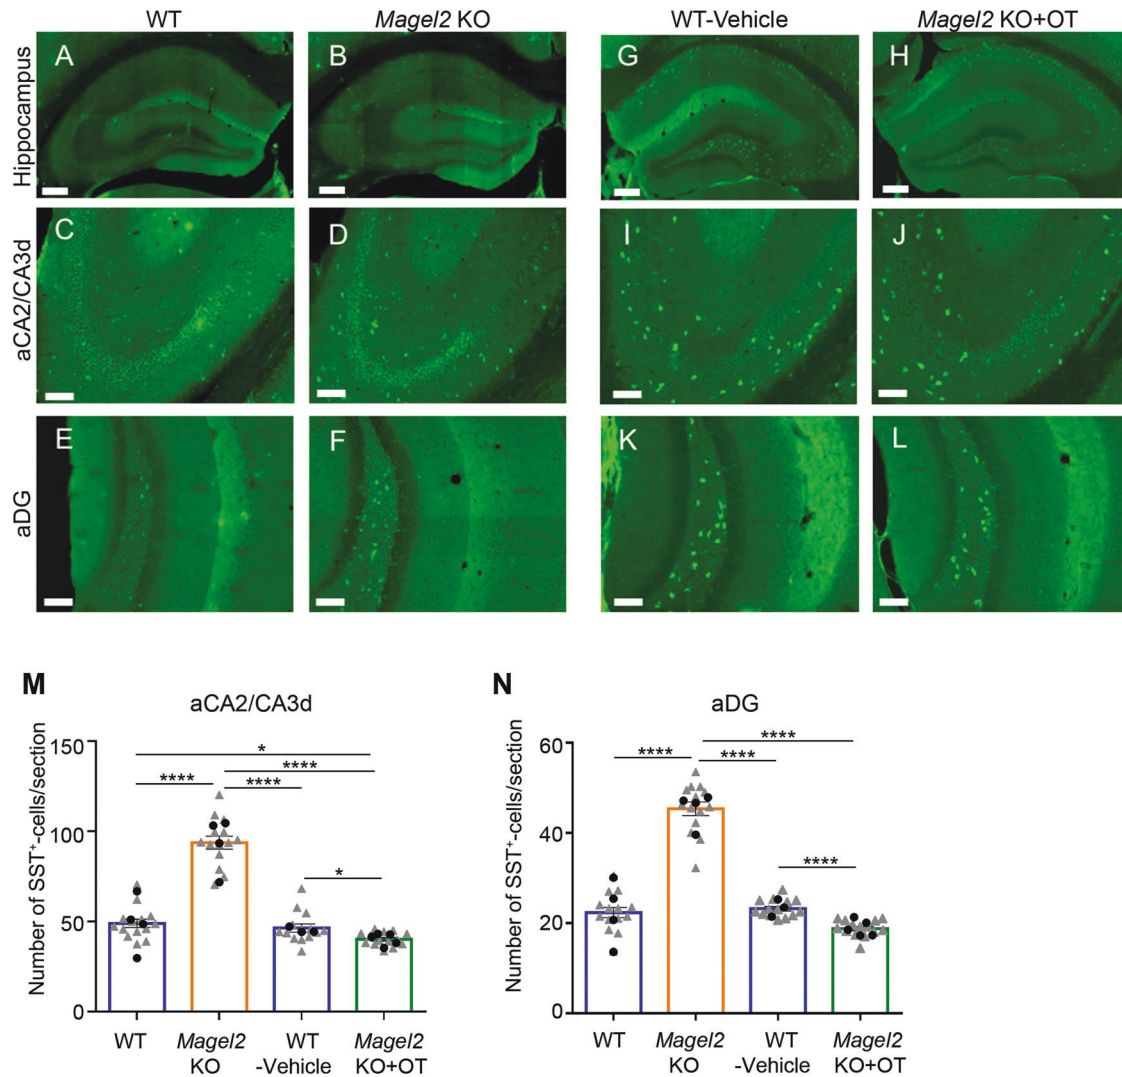 WT
Magel2 KO
WT-Vehicle
Magel2 KO+OT
Hippocampus
A
B
G
H
aCA2/CA3d
C
D
I
J
aDG
E
F
K
L
M
aCA2/CA3d
Number of SST+-cells/section
150
100
50
0
*
****
****
****
*
WT
Magel2
KO
WT
-Vehicle
Magel2
KO+OT
N
aDG
Number of SST+-cells/section
60
40
20
0
****
****
****
****
WT
Magel2
KO
WT
-Vehicle
Magel2
KO+OT